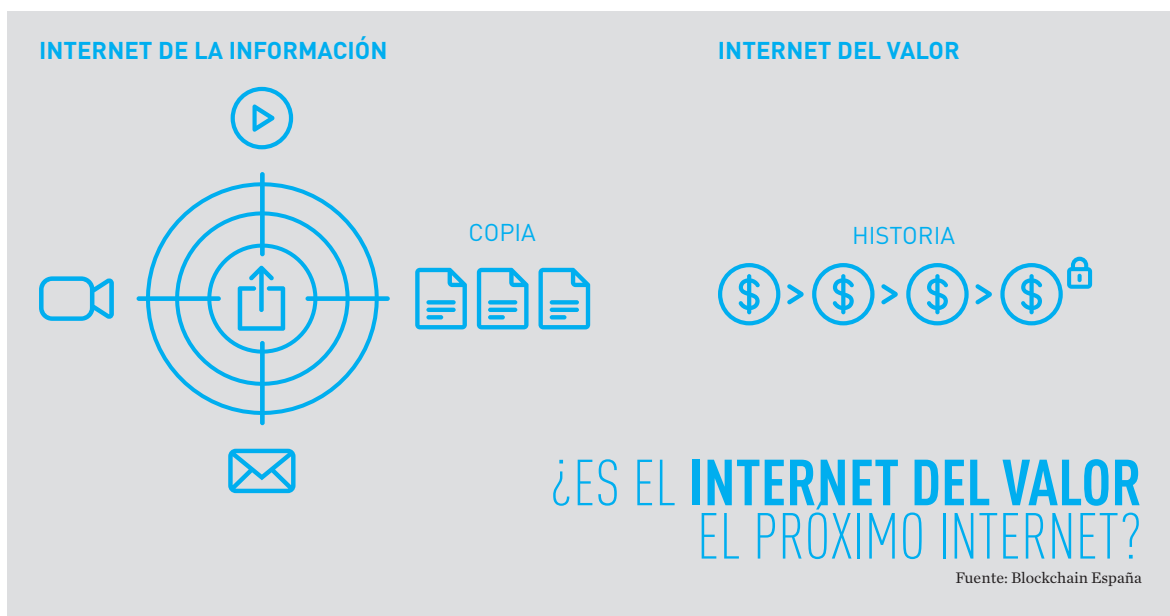 INTERNET DE LA INFORMACIÓN
INTERNET DEL VALOR
COPIA
HISTORIA
$ > $ > $ > $
¿ES EL INTERNET DEL VALOR
EL PRÓXIMO INTERNET?
Fuente: Blockchain España